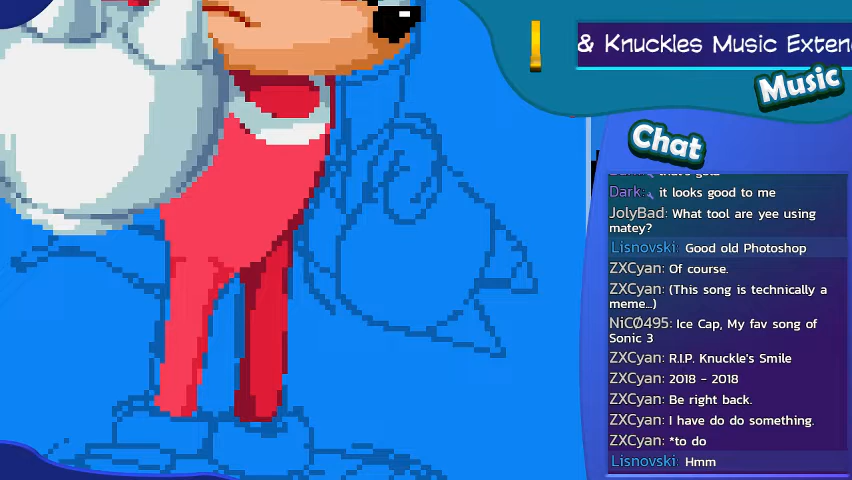 & Knuckles Music Exten
Music
Chat
Dark: it looks good to me
JolyBad: What tool are yee using
matey?
Lisnovski: Good old Photoshop
ZXCyan: Of course.
ZXCyan: (This song is technically a
meme...)
NiCØ495: Ice Cap, My fav song of
Sonic 3
ZXCyan: R.I.P. Knuckle's Smile
ZXCyan: 2018 - 2018
ZXCyan: Be right back.
ZXCyan: I have do do something.
ZXCyan: *to do
Lisnovski: Hmm